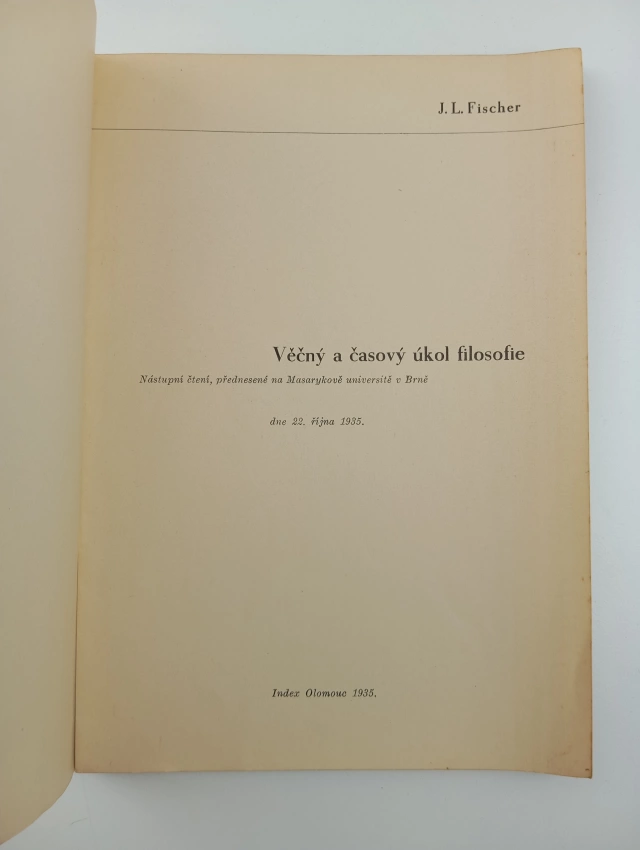 J. L. Fischer
Věčný a časový úkol filosofie
Nástupní čtení, přednesené na Masarykově universitě v Brně
dne 22. října 1935.
Index Olomouc 1935.